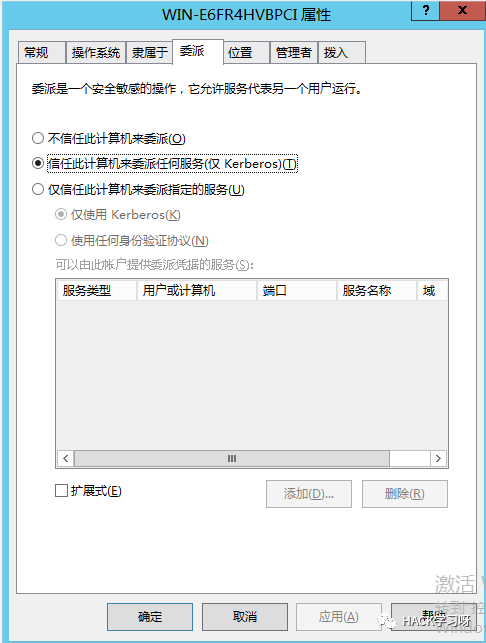 WIN-E6FR4HVBPCI 属性
? x
常规 操作系统 隶属于 委派 位置 管理者 拨入
委派是一个安全敏感的操作，它允许服务代表另一个用户运行。
不信任此计算机来委派(O)
信任此计算机来委派任何服务(仅 Kerberos)(T)
仅信任此计算机来委派指定的服务(U)
仅使用 Kerberos(K)
使用任何身份验证协议(N)
可以由此帐户提供委派凭据的服务(S):
服务类型 用户或计算机 端口 服务名称 域
扩展式(E)
添加(D)... 删除(R)
激活 W
转到"控
Windo
确定 取消 应用(A) 帮助
HACK学习呀